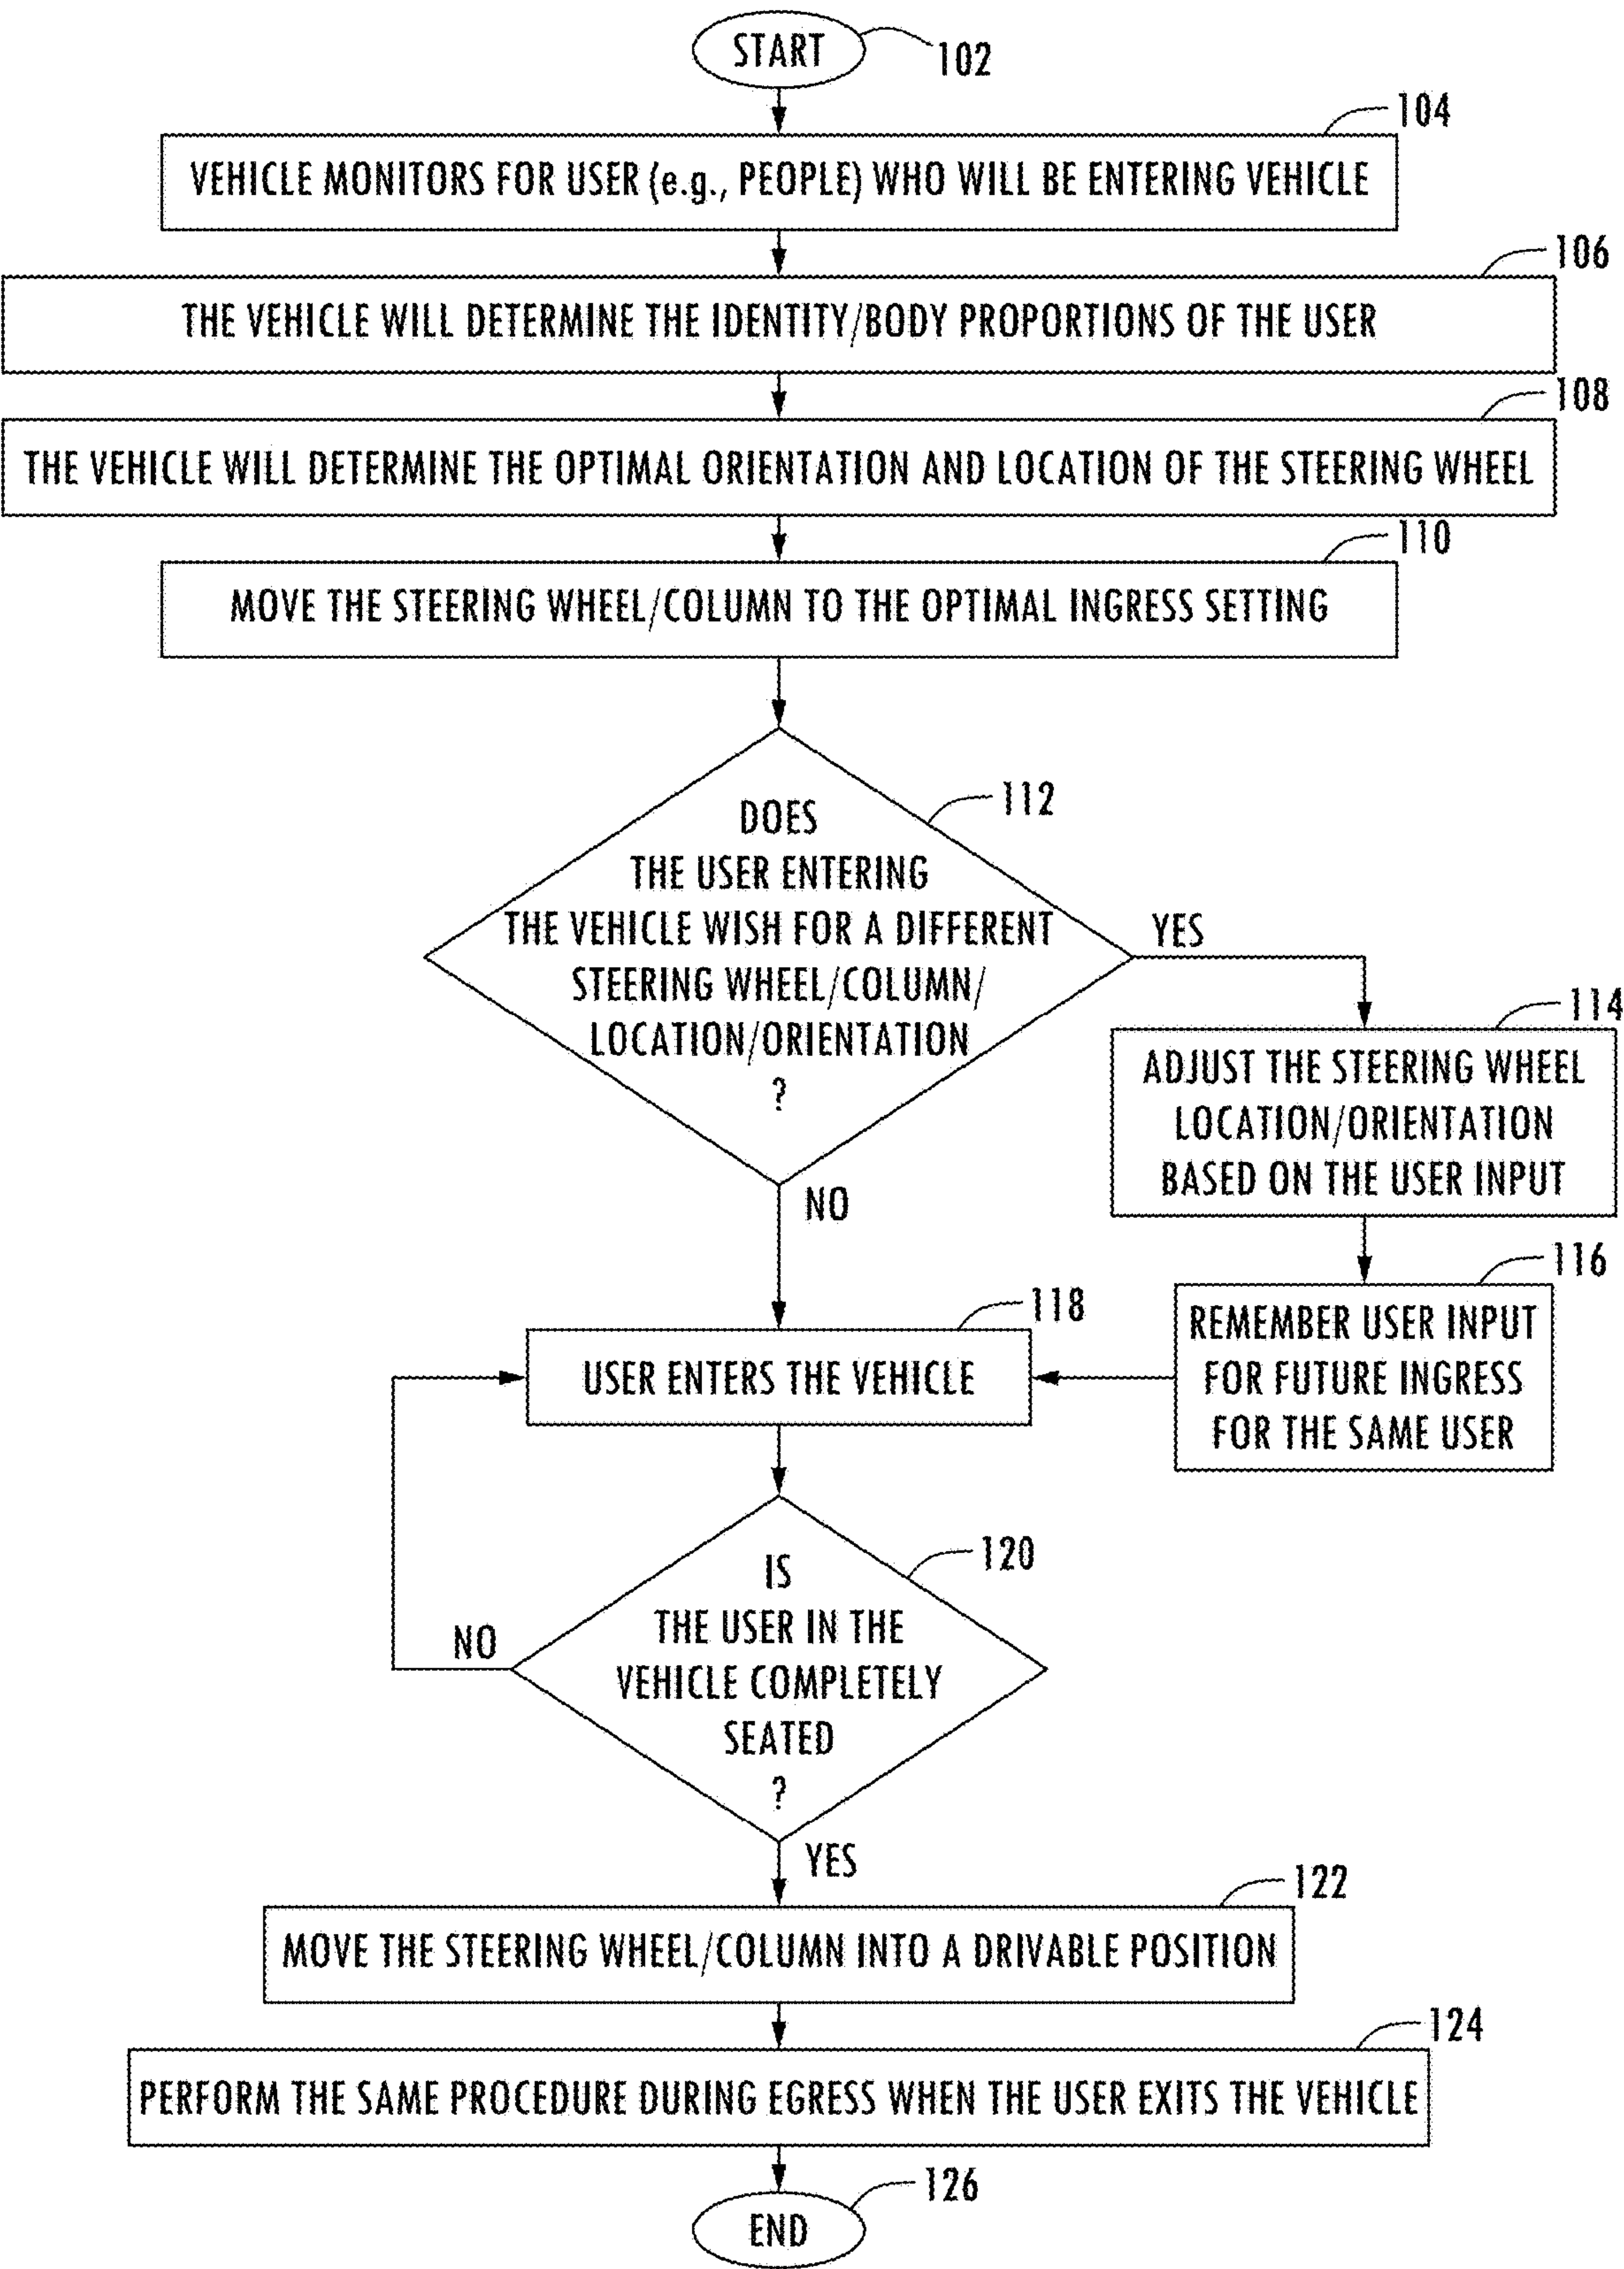 START
102
104
VEHICLE MONITORS FOR USER (e.g., PEOPLE) WHO WILL BE ENTERING VEHICLE
106
THE VEHICLE WILL DETERMINE THE IDENTITY/BODY PROPORTIONS OF THE USER
108
THE VEHICLE WILL DETERMINE THE OPTIMAL ORIENTATION AND LOCATION OF THE STEERING WHEEL
110
MOVE THE STEERING WHEEL/COLUMN TO THE OPTIMAL INGRESS SETTING
112
DOES
THE USER ENTERING
THE VEHICLE WISH FOR A DIFFERENT
STEERING WHEEL/COLUMN/
LOCATION/ORIENTATION
?
YES
114
ADJUST THE STEERING WHEEL
LOCATION/ORIENTATION
BASED ON THE USER INPUT
NO
116
REMEMBER USER INPUT
FOR FUTURE INGRESS
FOR THE SAME USER
118
USER ENTERS THE VEHICLE
120
IS
THE USER IN THE
VEHICLE COMPLETELY
SEATED
?
NO
YES
122
MOVE THE STEERING WHEEL/COLUMN INTO A DRIVABLE POSITION
124
PERFORM THE SAME PROCEDURE DURING EGRESS WHEN THE USER EXITS THE VEHICLE
126
END